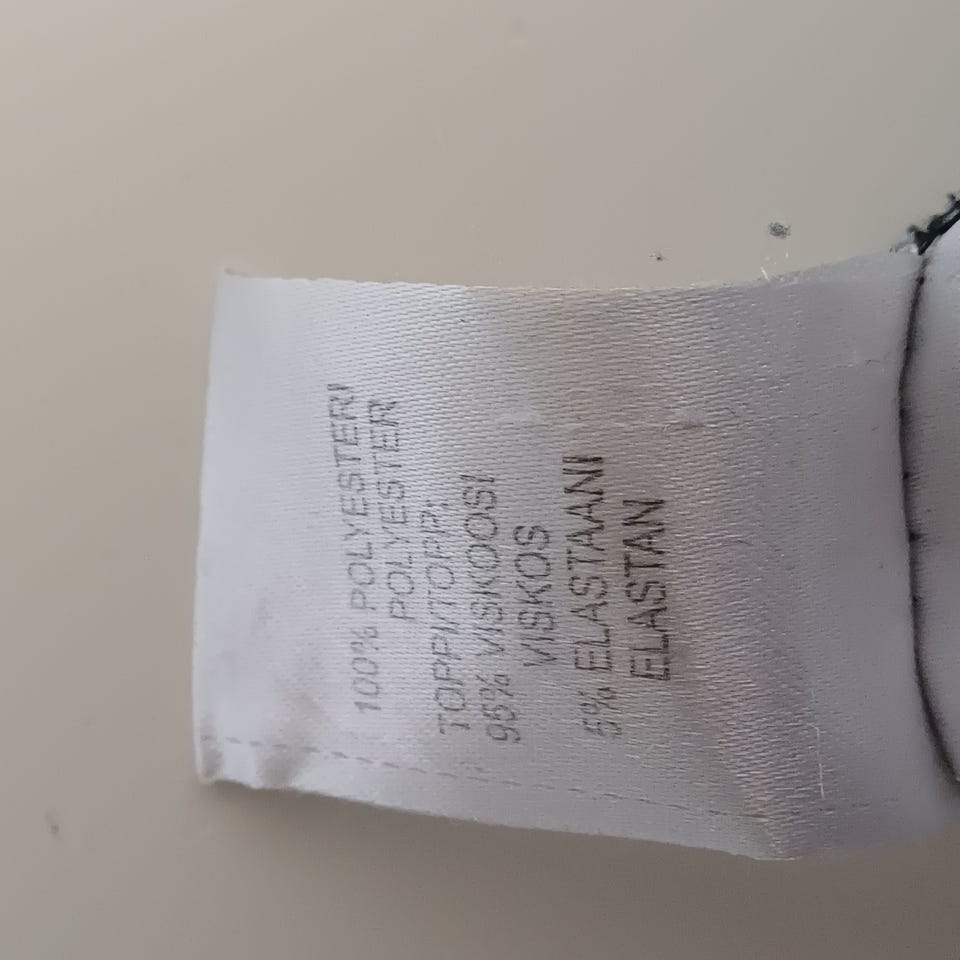 100% POLYESTERI
POLYESTER
TOPPI/TOPP:
95% VISKOOSI
VISKOS
5% ELASTAANI
ELASTAN